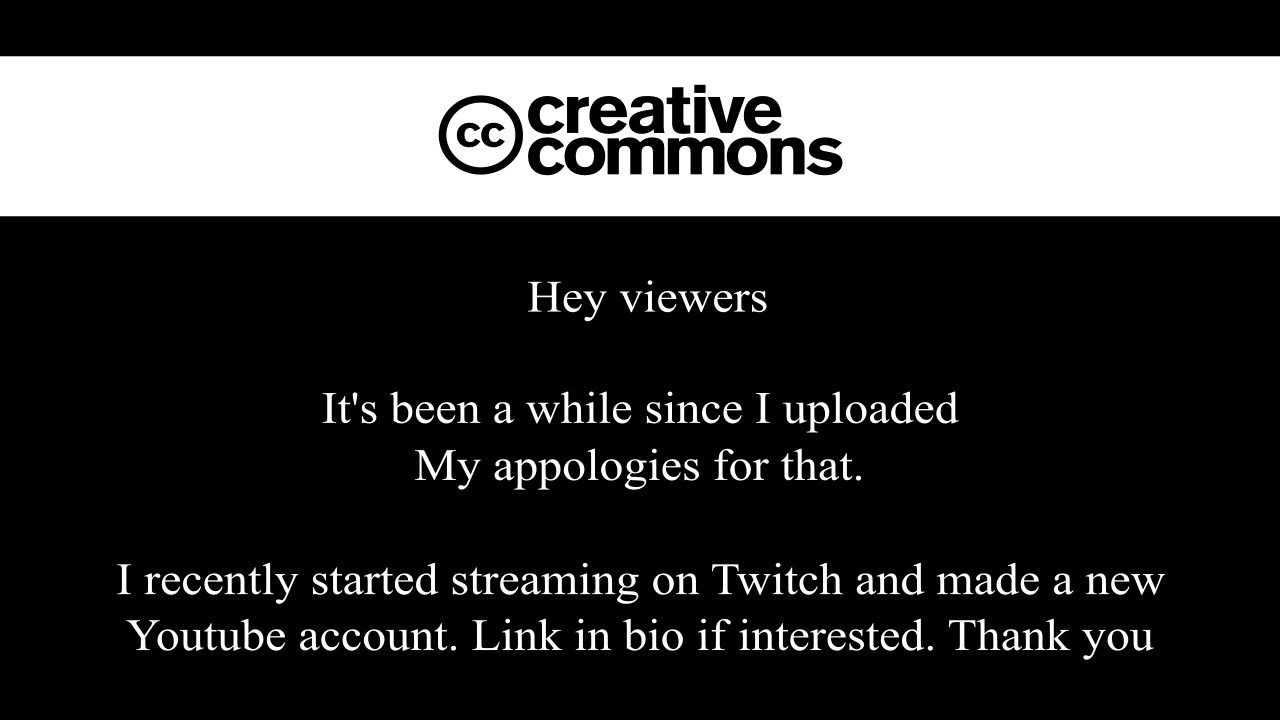 cc creative
commons
Hey viewers
It's been a while since I uploaded
My appologies for that.
I recently started streaming on Twitch and made a new
Youtube account. Link in bio if interested. Thank you